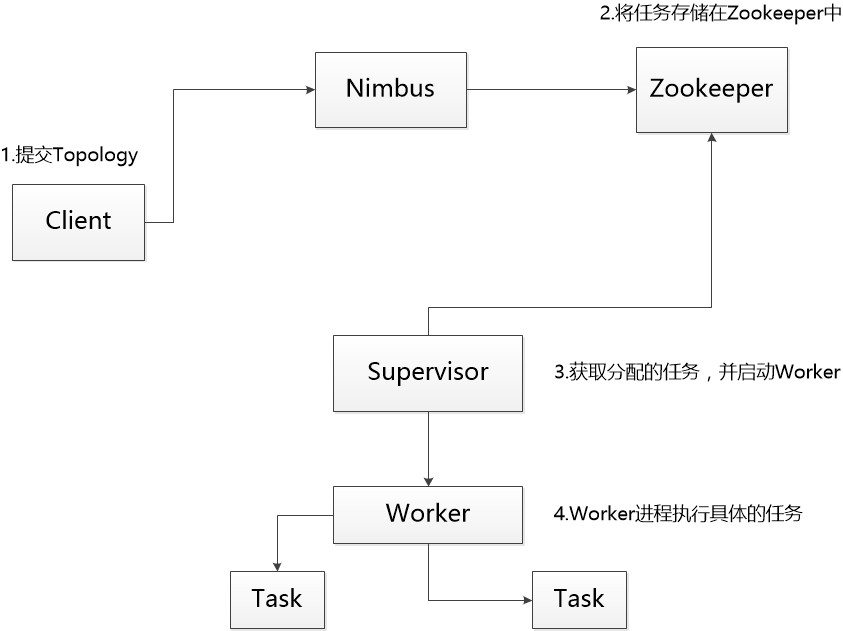 2.将任务存储在Zookeeper中
Nimbus
Zookeeper
1.提交Topology
Client
Supervisor
3.获取分配的任务，并启动Worker
Worker
4.Worker进程执行具体的任务
Task
Task